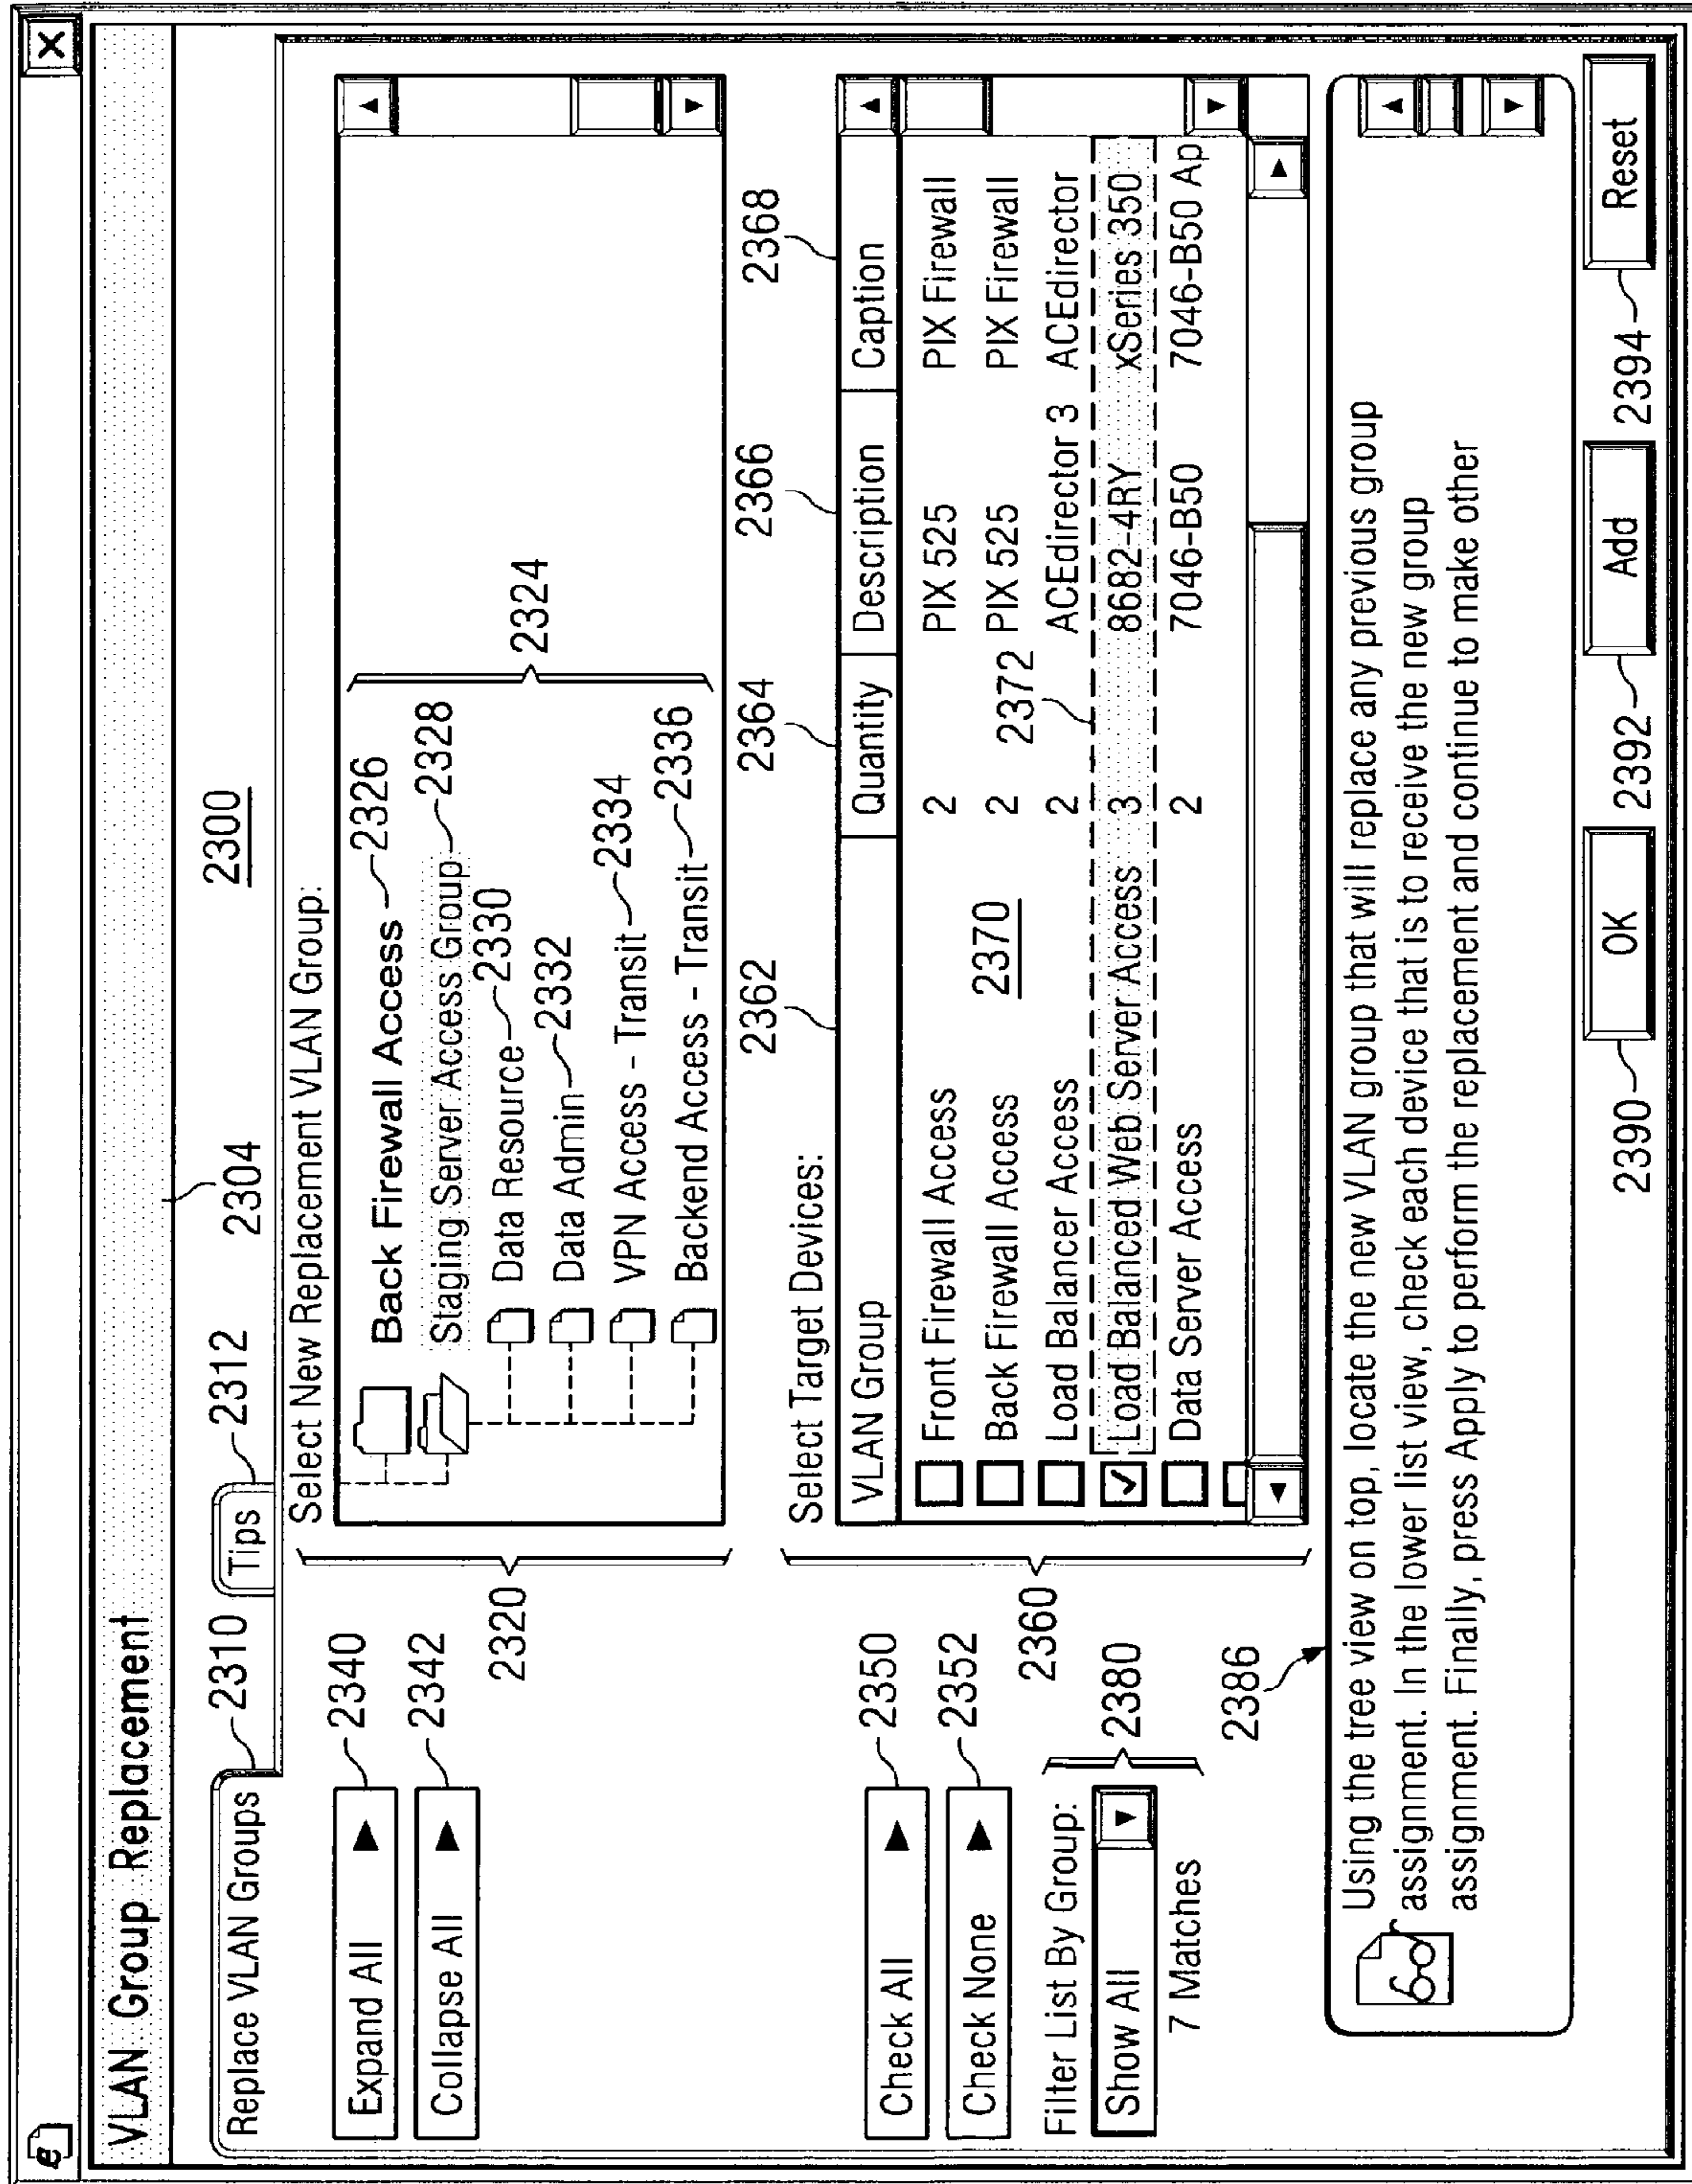 e X
VLAN Group Replacement
2300
2304
Replace VLAN Groups 2310 Tips 2312
Select New Replacement VLAN Group:
Expand All 2340
Collapse All 2342
2320
Back Firewall Access 2326
Staging Server Access Group 2328
Data Resource 2330
Data Admin 2332
VPN Access - Transit 2334
Backend Access - Transit 2336
2324
2362 2364 2366 2368
Select Target Devices:
VLAN Group Quantity Description Caption
Front Firewall Access 2 PIX 525 PIX Firewall
Back Firewall Access 2 PIX 525 PIX Firewall
Load Balancer Access 2 ACEdirector 3 ACEdirector
Load Balanced Web Server Access 3 8682-4RY xSeries 350
Data Server Access 2 7046-B50 7046-B50 Ap
2370
2372
Check All 2350
Check None 2352
2360
Filter List By Group:
Show All 2380
7 Matches
2386
Using the tree view on top, locate the new VLAN group that will replace any previous group
assignment. In the lower list view, check each device that is to receive the new group
assignment. Finally, press Apply to perform the replacement and continue to make other
2390 OK 2392 Add 2394 Reset